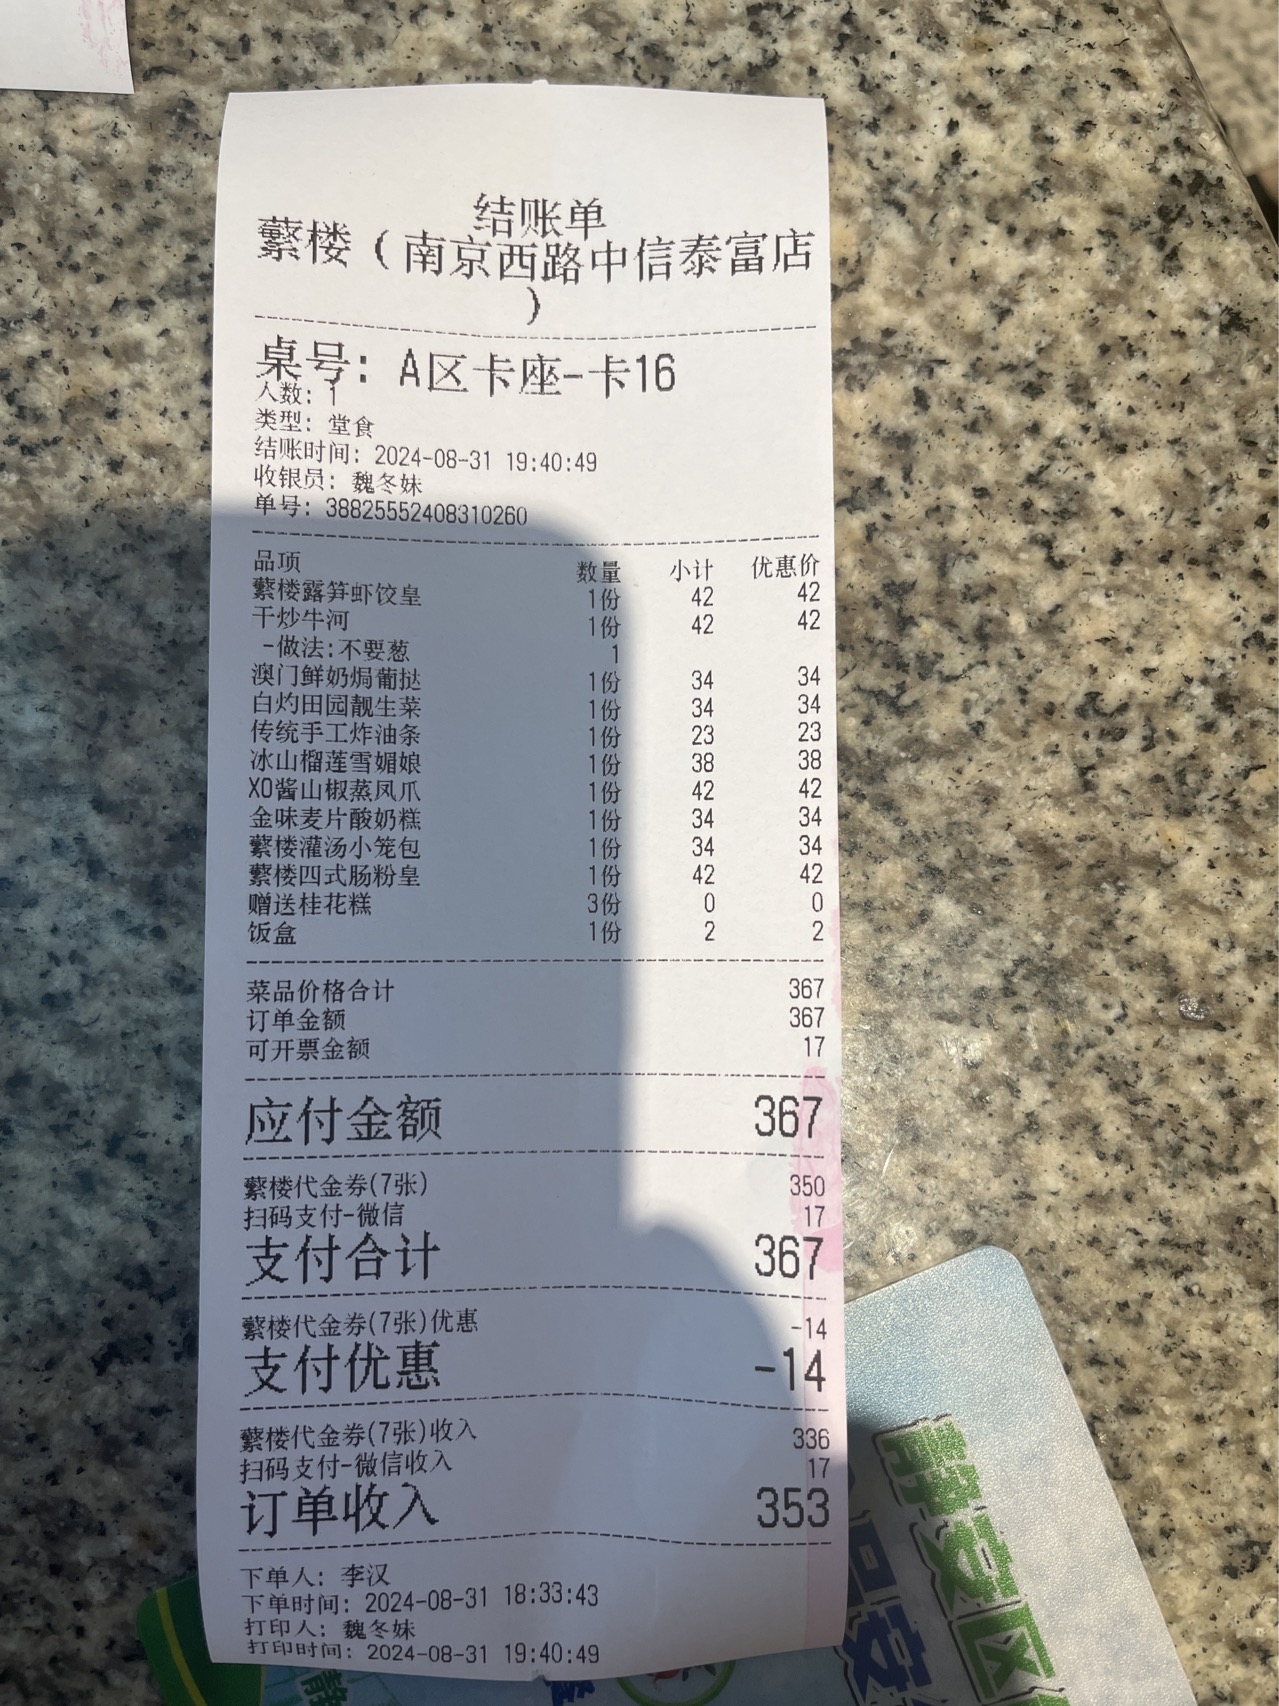 结账单
蘩楼（南京西路中信泰富店
）
桌号：A区卡座-卡16
人数：1
类型：堂食
结账时间：2024-08-31 19:40:49
收银员：魏冬妹
单号：38825552408310260
品项 数量 小计 优惠价
蘩楼露笋虾饺皇 1份 42 42
干炒牛河 1份 42 42
-做法:不要葱 1
澳门鲜奶焗葡挞 1份 34 34
白灼田园靓生菜 1份 34 34
传统手工炸油条 1份 23 23
冰山榴莲雪媚娘 1份 38 38
XO酱山椒蒸凤爪 1份 42 42
金味麦片酸奶糕 1份 34 34
蘩楼灌汤小笼包 1份 34 34
蘩楼四式肠粉皇 1份 42 42
赠送桂花糕 3份 0 0
饭盒 1份 2 2
菜品价格合计 367
订单金额 367
可开票金额 17
应付金额 367
蘩楼代金券(7张) 350
扫码支付-微信 17
支付合计 367
蘩楼代金券(7张)优惠 -14
支付优惠 -14
蘩楼代金券(7张)收入 336
扫码支付-微信收入 17
订单收入 353
下单人：李汉
下单时间：2024-08-31 18:33:43
打印人：魏冬妹
打印时间：2024-08-31 19:40:49
静安区